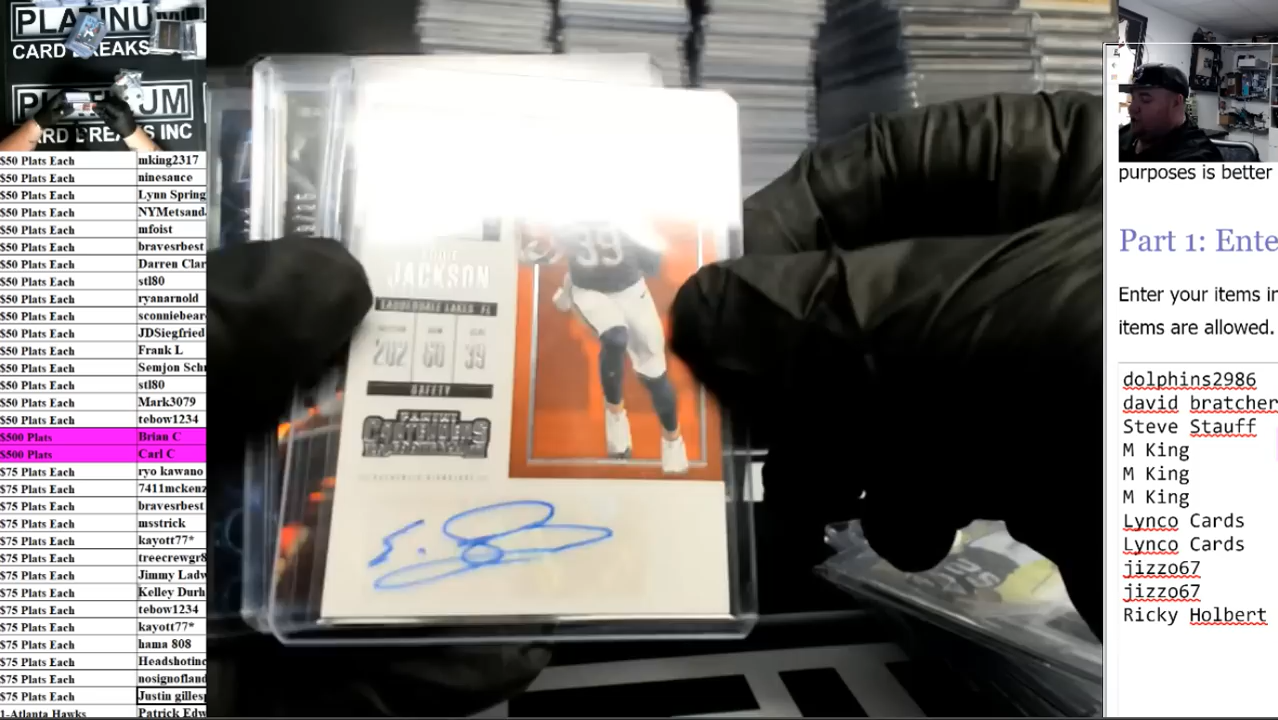 PLATINUM
CARD BREAKS
PLATINUM
CARD BREAKS INC
$50 Plats Each mking2317
$50 Plats Each ninesauce
$50 Plats Each Lynn Spring
$50 Plats Each NYMetsand
$50 Plats Each mfoist
$50 Plats Each bravesrbest
$50 Plats Each Darren Clar
$50 Plats Each stl80
$50 Plats Each ryanarnold
$50 Plats Each sconniebear
$50 Plats Each JDSiegfried
$50 Plats Each Frank L
$50 Plats Each Semjon Sch
$50 Plats Each stl80
$50 Plats Each Mark3079
$50 Plats Each tebow1234
$500 Plats Brian C
$500 Plats Carl C
$75 Plats Each ryo kawano
$75 Plats Each 7411mckenz
$75 Plats Each bravesrbest
$75 Plats Each msstrick
$75 Plats Each kayott77*
$75 Plats Each treecrewgr8
$75 Plats Each Jimmy Ladw
$75 Plats Each Kelley Durh
$75 Plats Each tebow1234
$75 Plats Each kayott77*
$75 Plats Each hama 808
$75 Plats Each Headshotinc
$75 Plats Each nosignofland
$75 Plats Each Justin gilles
1-Atlanta Hawks Patrick Edw
JACKSON
LAUDERDALE LAKES, FL
202 60 39
SAFETY
PANINI
CONTENDERS
39
purposes is better
Part 1: Ente
Enter your items in
items are allowed.
dolphins2986
david bratcher
Steve Stauff
M King
M King
M King
Lynco Cards
Lynco Cards
jizzo67
jizzo67
Ricky Holbert